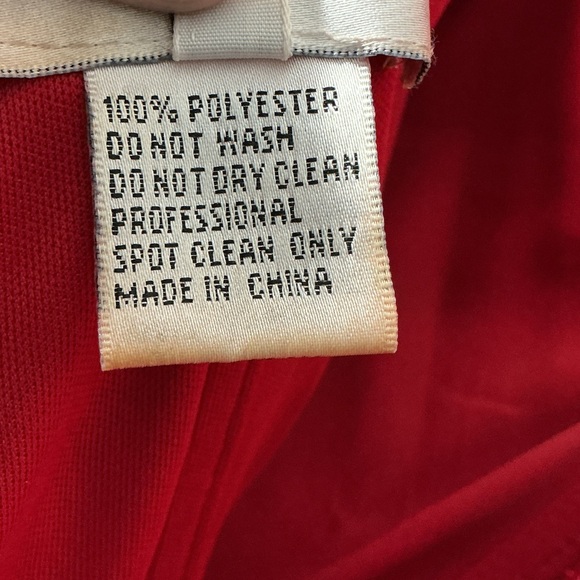 100% POLYESTER
DO NOT WASH
DO NOT DRY CLEAN
PROFESSIONAL
SPOT CLEAN ONLY
MADE IN CHINA